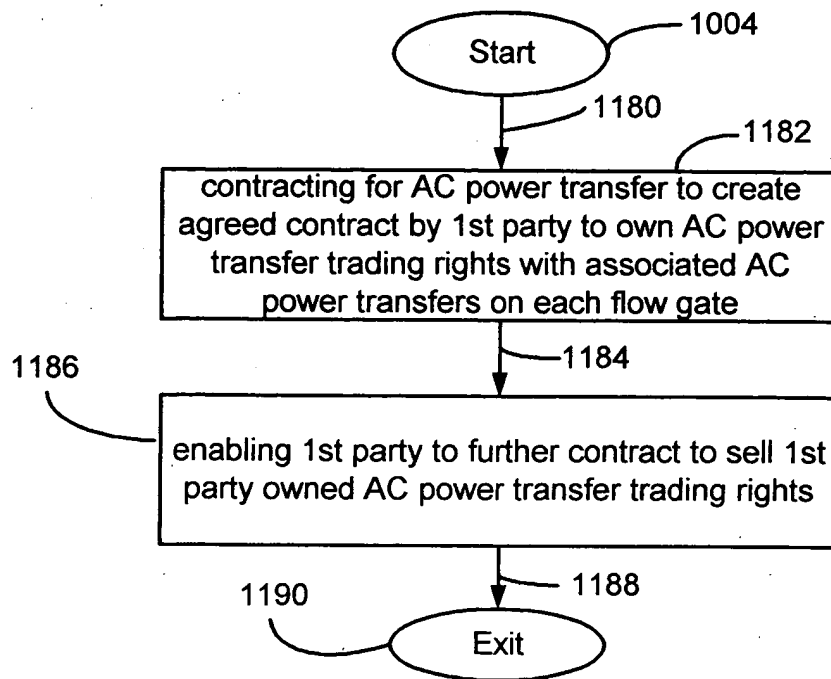 Start
1004
1180
1182
contracting for AC power transfer to create
agreed contract by 1st party to own AC power
transfer trading rights with associated AC
power transfers on each flow gate
1184
1186
enabling 1st party to further contract to sell 1st
party owned AC power transfer trading rights
1188
1190
Exit